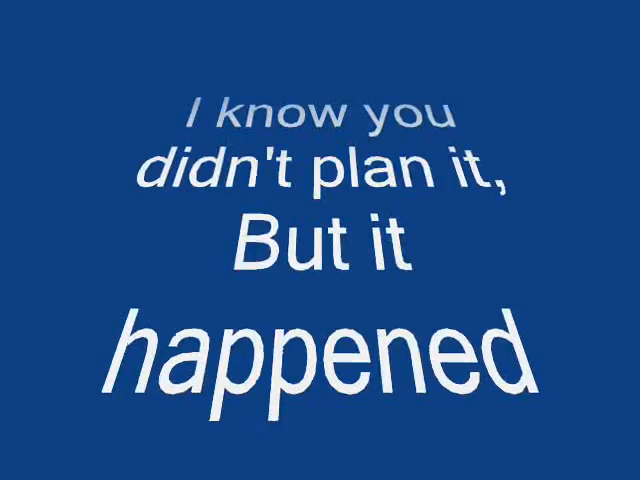 I know you
didn't plan it,
But it
happened